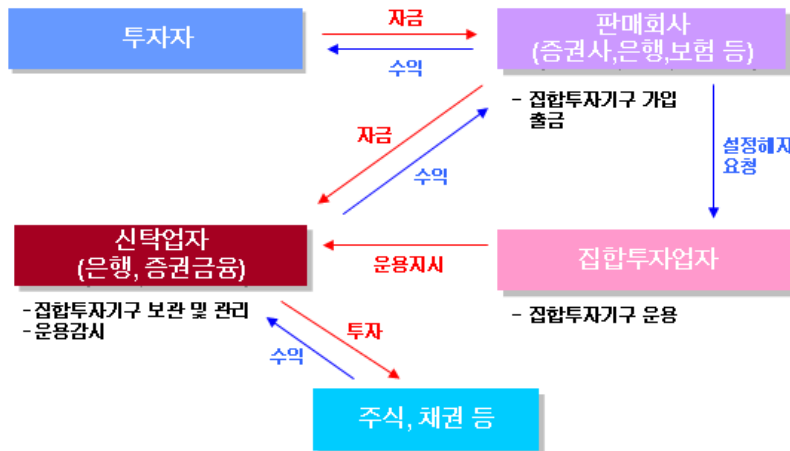 자금
투자자
판매회사
(증권사,은행,보험 등)
수익
- 집합투자기구 가입
출금
자금
수익
설정해지
요청
신탁업자
(은행, 증권금융)
운용지시
집합투자업자
-집합투자기구 보관 및 관리
-운용감시
- 집합투자기구 운용
투자
수익
주식, 채권 등